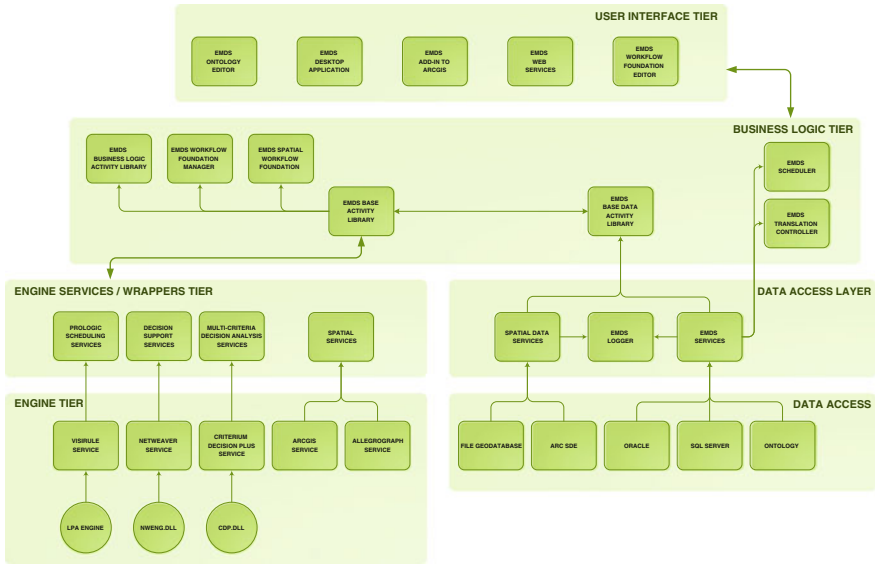 USER INTERFACE TIER
EMDS
ONTOLOGY
EDITOR
EMDS
DESKTOP
APPLICATION
EMDS
ADD-IN TO
ARCGIS
EMDS
WEB
SERVICES
EMDS
WORKFLOW
FOUNDATION
EDITOR
BUSINESS LOGIC TIER
EMDS
BUSINESS LOGIC
ACTIVITY LIBRARY
EMDS WORKFLOW
FOUNDATION
MANAGER
EMDS SPATIAL
WORKFLOW
FOUNDATION
EMDS
SCHEDULER
EMDS BASE
ACTIVITY
LIBRARY
EMDS
BASE DATA
ACTIVITY
LIBRARY
EMDS
TRANSLATION
CONTROLLER
ENGINE SERVICES / WRAPPERS TIER
PROLOGIC
SCHEDULING
SERVICES
DECISION
SUPPORT
SERVICES
MULTI-CRITERIA
DECISION ANALYSIS
SERVICES
SPATIAL
SERVICES
DATA ACCESS LAYER
SPATIAL DATA
SERVICES
EMDS
LOGGER
EMDS
SERVICES
ENGINE TIER
VISIRULE
SERVICE
NETWEAVER
SERVICE
CRITERIUM
DECISION PLUS
SERVICE
ARCGIS
SERVICE
ALLEGROGRAPH
SERVICE
LPA ENGINE
NWENG.DLL
CDP.DLL
DATA ACCESS
FILE GEODATABASE
ARC SDE
ORACLE
SQL SERVER
ONTOLOGY